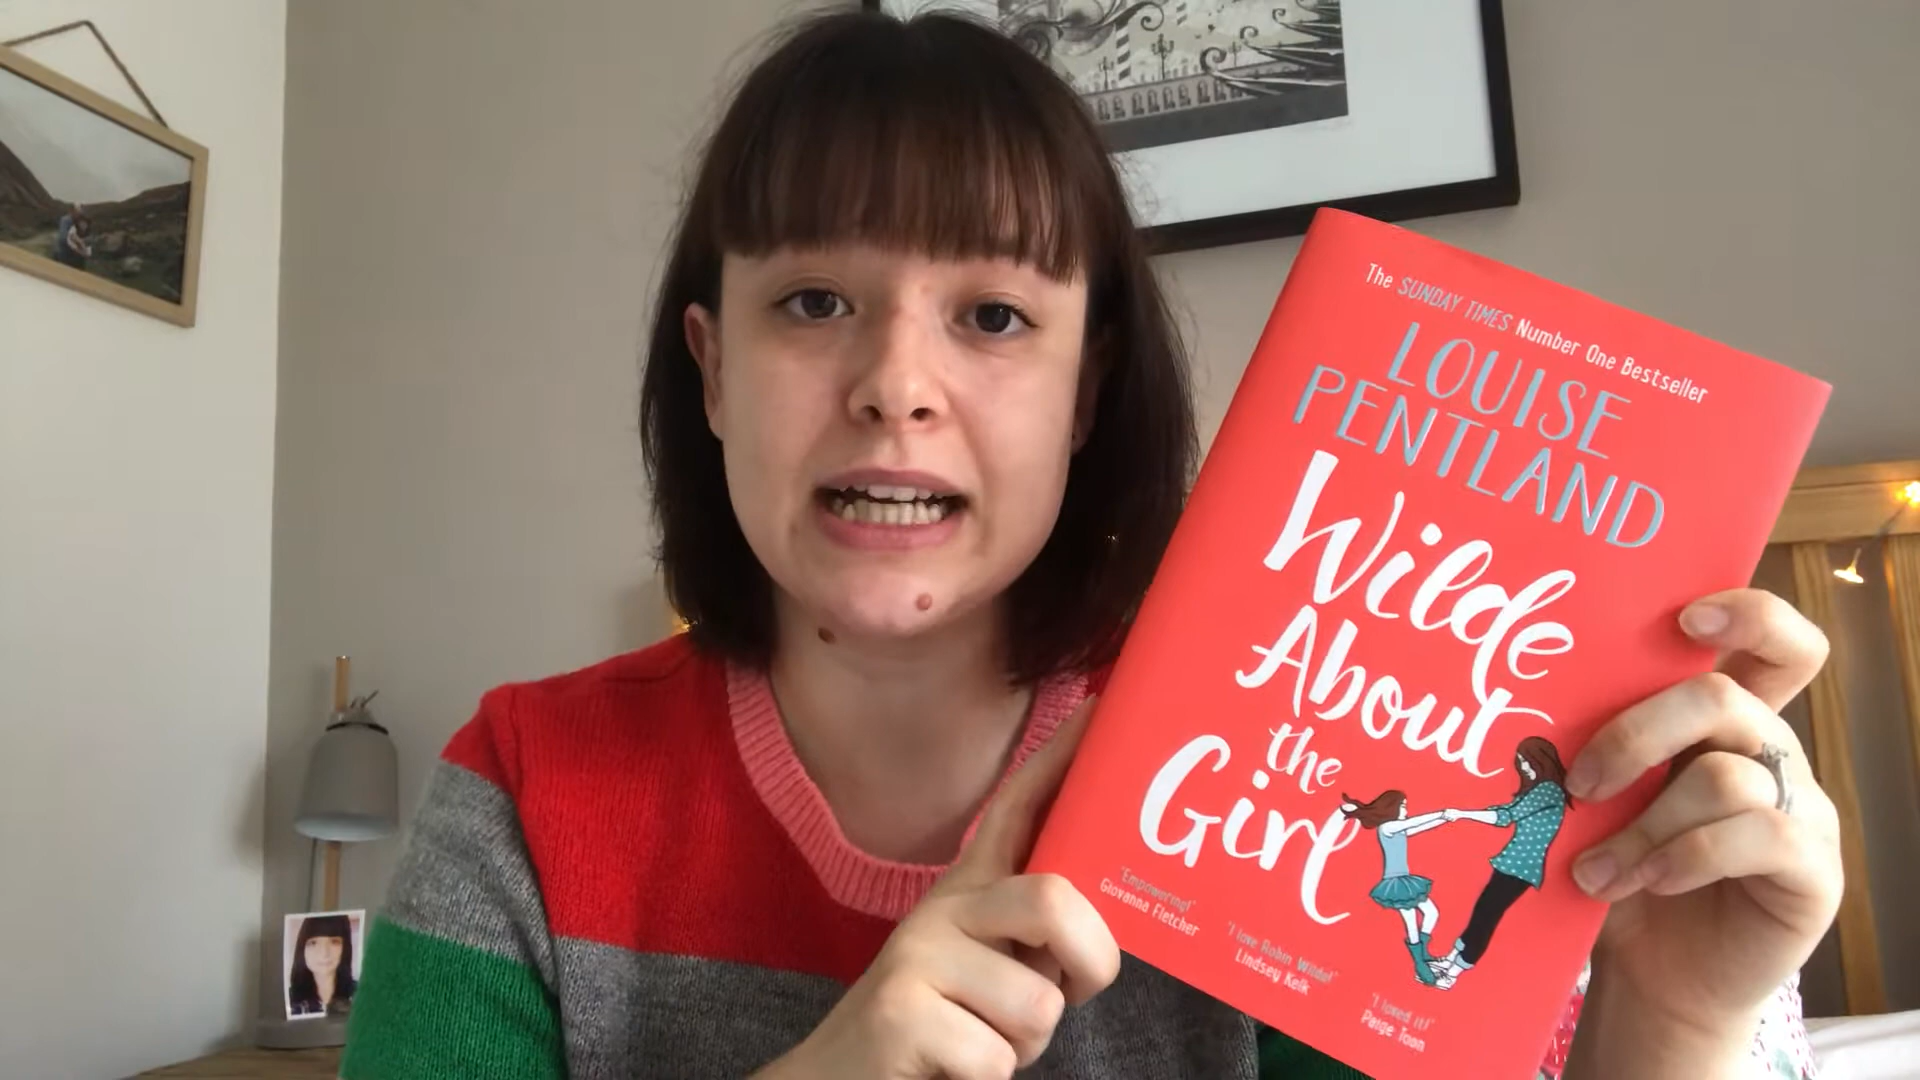 The SUNDAY TIMES Number One Bestseller
LOUISE
PENTLAND
Wilde
About
the
Girl
"Empowering!"
Giovanna Fletcher
"I love Robin Wilde!"
Lindsey Kelk
"I loved it!"
Paige Toon